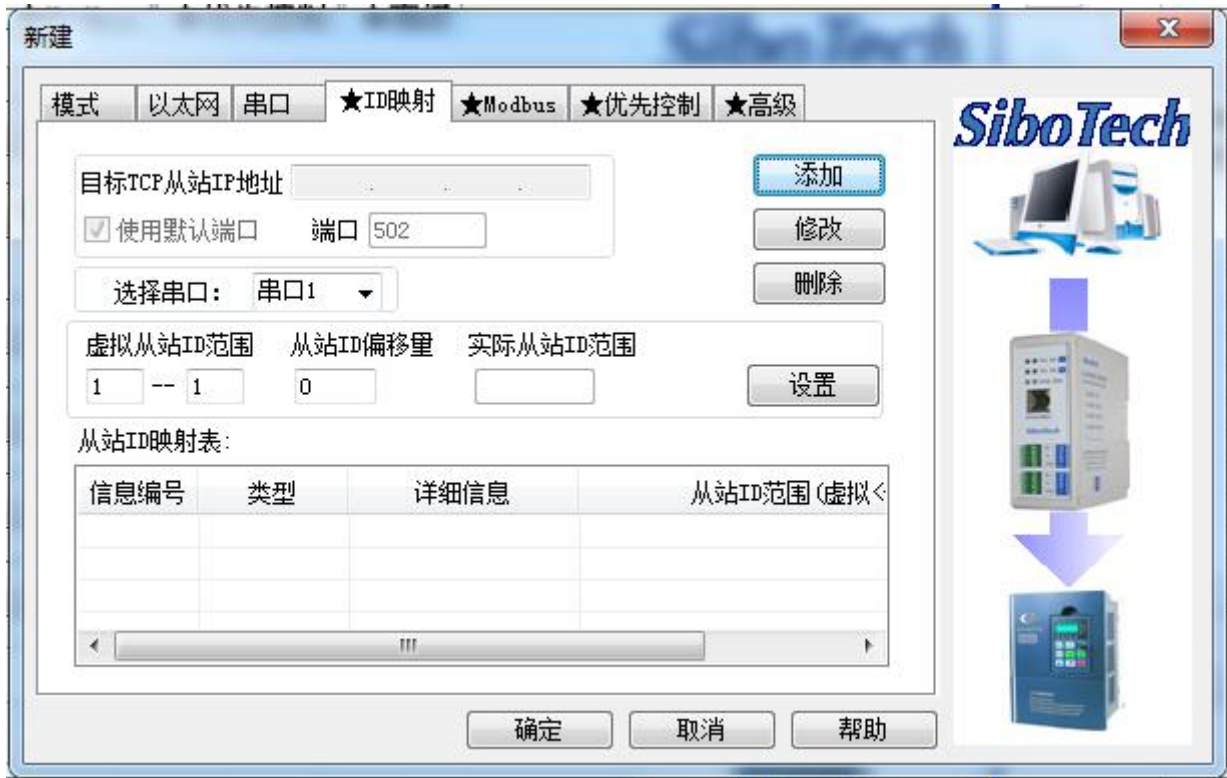 新建
模式 以太网 串口 ★ID映射 ★Modbus ★优先控制 ★高级
SiboTech
目标TCP从站IP地址 . . .
添加
使用默认端口 端口 502
修改
选择串口: 串口1
删除
虚拟从站ID范围 从站ID偏移量 实际从站ID范围
1 -- 1 0
设置
从站ID映射表:
信息编号 类型 详细信息 从站ID范围(虚拟<
确定 取消 帮助